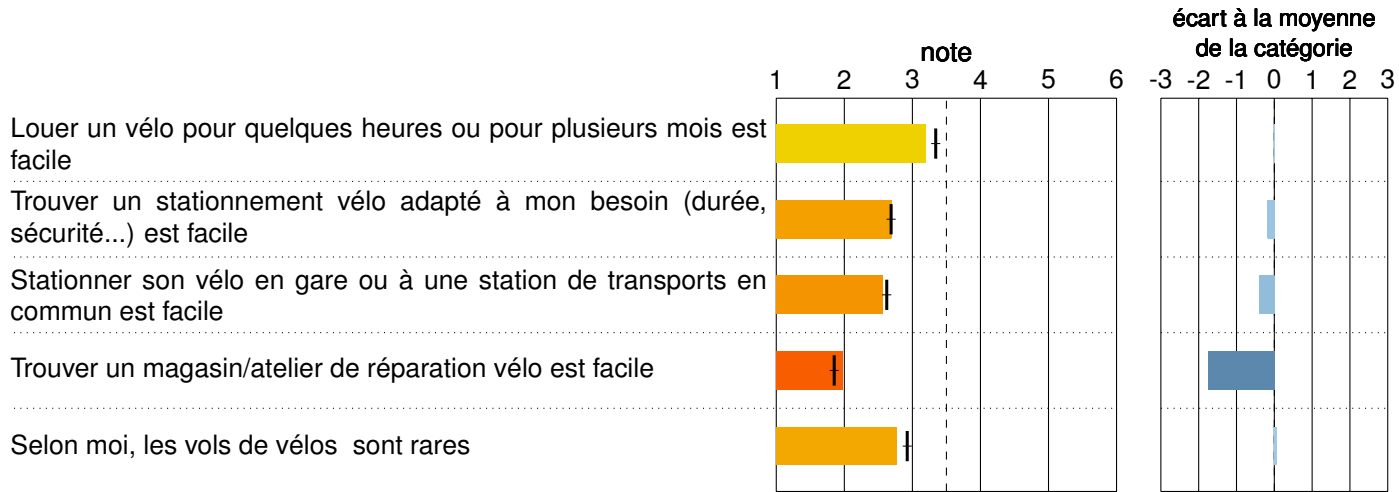 écart à la moyenne
de la catégorie
note
1 2 3 4 5 6
-3 -2 -1 0 1 2 3
Louer un vélo pour quelques heures ou pour plusieurs mois est
facile
Trouver un stationnement vélo adapté à mon besoin (durée,
sécurité...) est facile
Stationner son vélo en gare ou à une station de transports en
commun est facile
Trouver un magasin/atelier de réparation vélo est facile
Selon moi, les vols de vélos sont rares